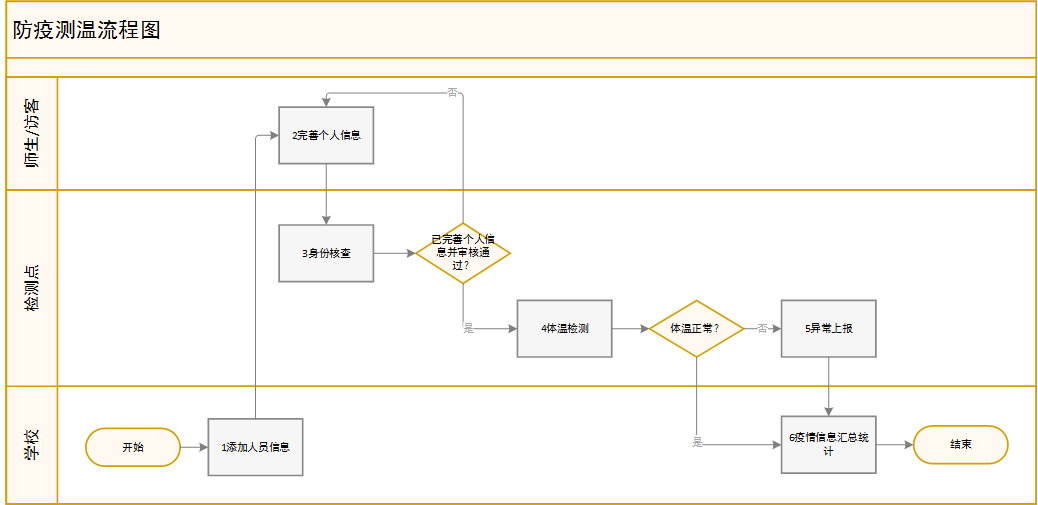 防疫测温流程图
师生/访客
否
2完善个人信息
检测点
3身份核查
已完善个人信
息并审核通
过?
是
4体温检测
体温正常?
否
5异常上报
学校
开始
1添加人员信息
是
6疫情信息汇总统
计
结束